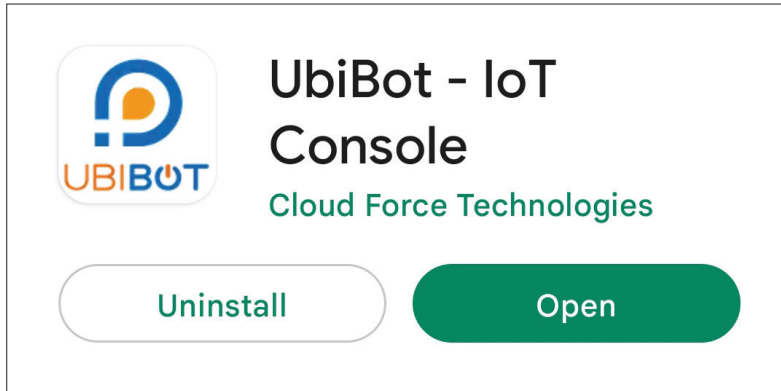 UbiBot - IoT
Console
UBIBOT
Cloud Force Technologies
Uninstall
Open